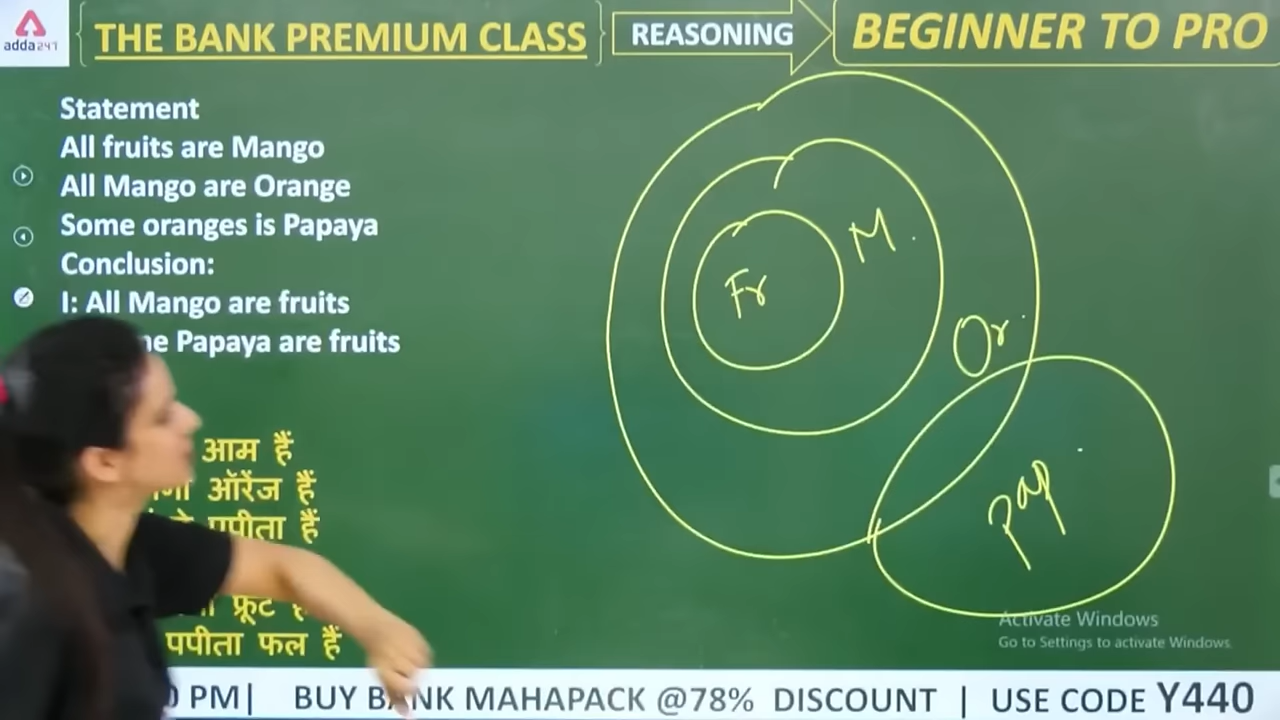 adda247
THE BANK PREMIUM CLASS
REASONING
BEGINNER TO PRO
Statement
All fruits are Mango
All Mango are Orange
Some oranges is Papaya
Conclusion:
I: All Mango are fruits
Papaya are fruits
आम हैं
ऑरेंज हैं
पपीता हैं
फ्रूट
पपीता फल हैं
Fr
M
Or
Pap
Activate Windows
Go to Settings to activate Windows.
PM| BUY BANK MAHAPACK @78% DISCOUNT | USE CODE Y440